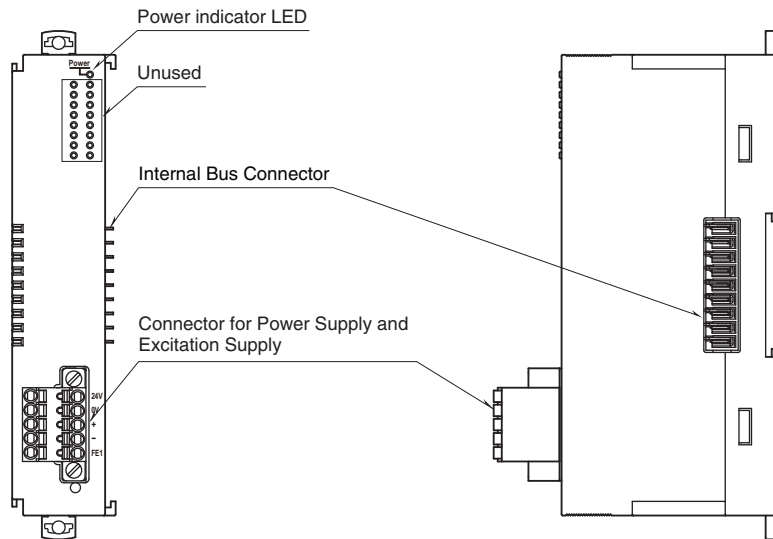 Power indicator LED
Power
Unused
Internal Bus Connector
Connector for Power Supply and
Excitation Supply
24V
0V
+
−
FE1